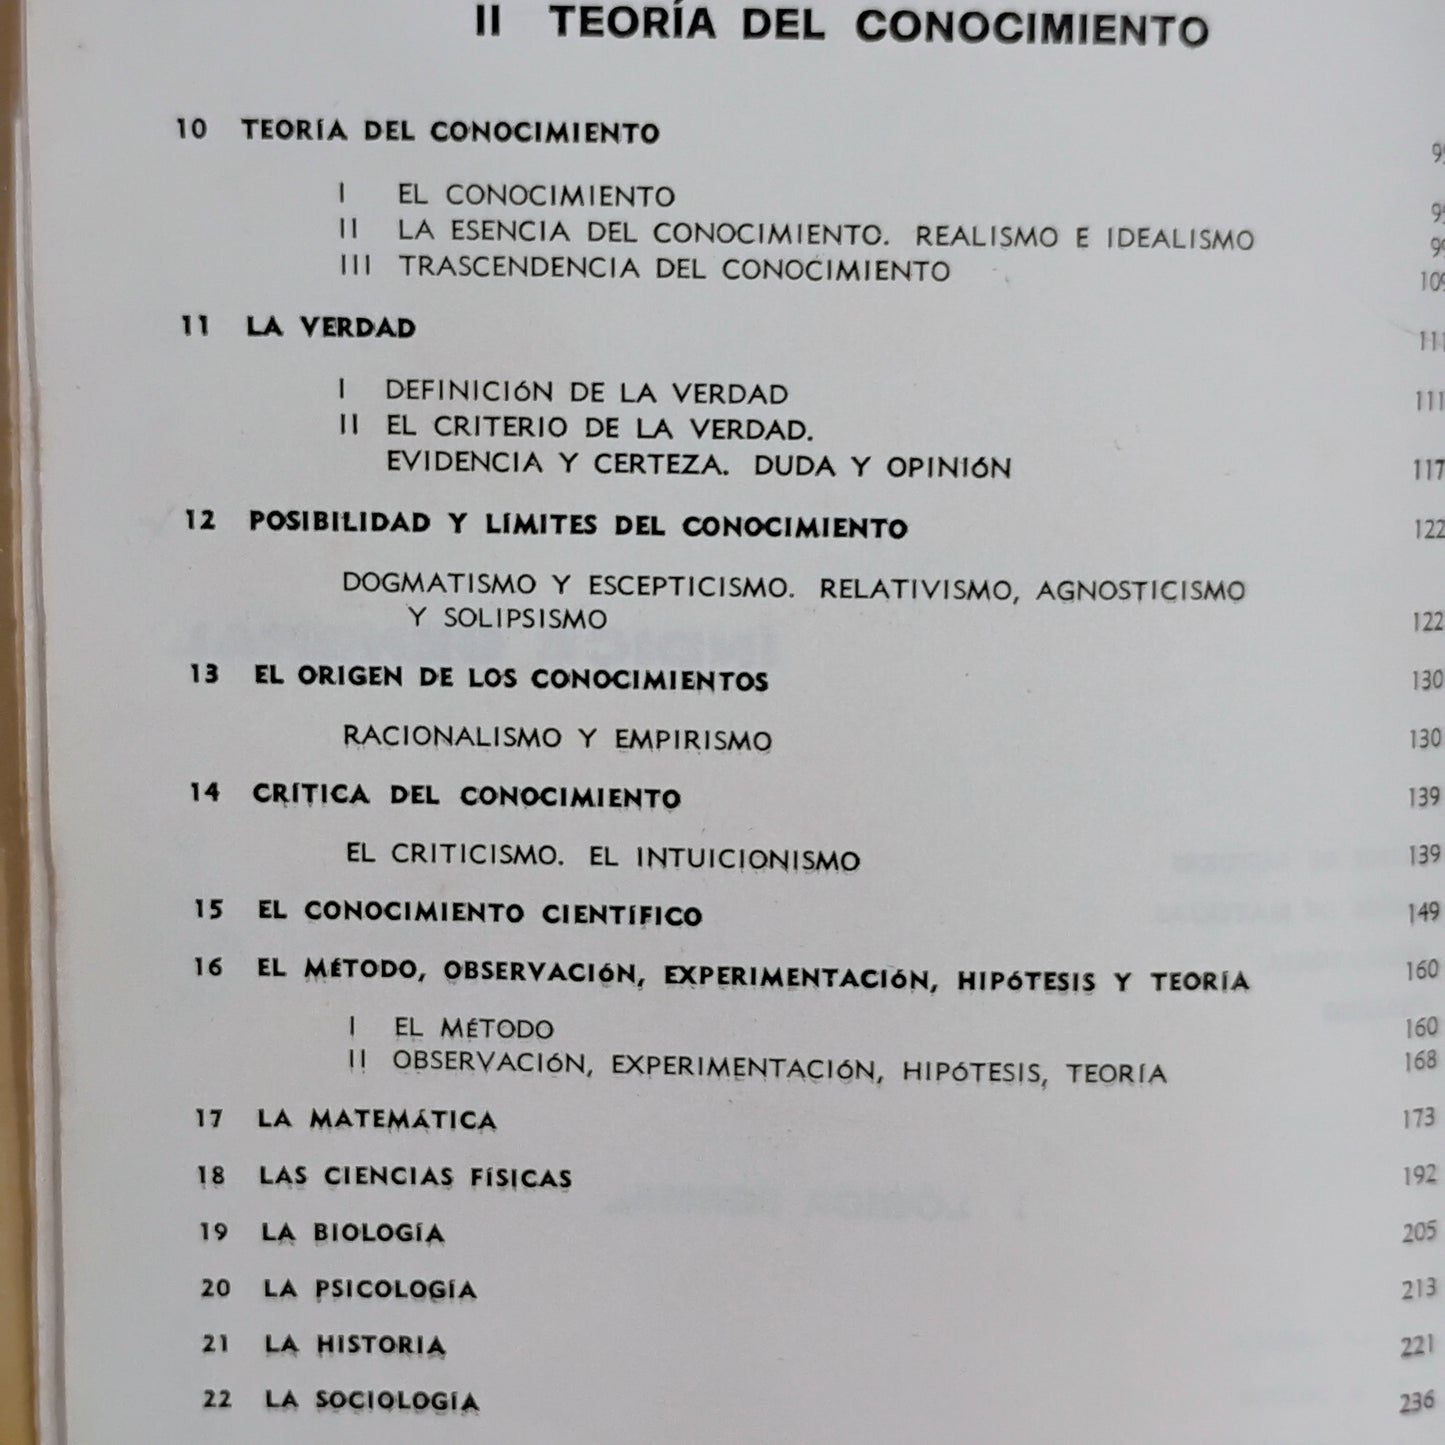 II TEORÍA DEL CONOCIMIENTO
10 TEORÍA DEL CONOCIMIENTO
I EL CONOCIMIENTO
II LA ESENCIA DEL CONOCIMIENTO. REALISMO E IDEALISMO
III TRASCENDENCIA DEL CONOCIMIENTO 109
11 LA VERDAD 111
I DEFINICIÓN DE LA VERDAD 111
II EL CRITERIO DE LA VERDAD.
EVIDENCIA Y CERTEZA. DUDA Y OPINIÓN 117
12 POSIBILIDAD Y LÍMITES DEL CONOCIMIENTO 122
DOGMATISMO Y ESCEPTICISMO. RELATIVISMO, AGNOSTICISMO
Y SOLIPSISMO 122
13 EL ORIGEN DE LOS CONOCIMIENTOS 130
RACIONALISMO Y EMPIRISMO 130
14 CRÍTICA DEL CONOCIMIENTO 139
EL CRITICISMO. EL INTUICIONISMO 139
15 EL CONOCIMIENTO CIENTÍFICO 149
16 EL MÉTODO, OBSERVACIÓN, EXPERIMENTACIÓN, HIPÓTESIS Y TEORÍA 160
I EL MÉTODO 160
II OBSERVACIÓN, EXPERIMENTACIÓN, HIPÓTESIS, TEORÍA 168
17 LA MATEMÁTICA 173
18 LAS CIENCIAS FÍSICAS 192
19 LA BIOLOGÍA 205
20 LA PSICOLOGÍA 213
21 LA HISTORIA 221
22 LA SOCIOLOGÍA 236